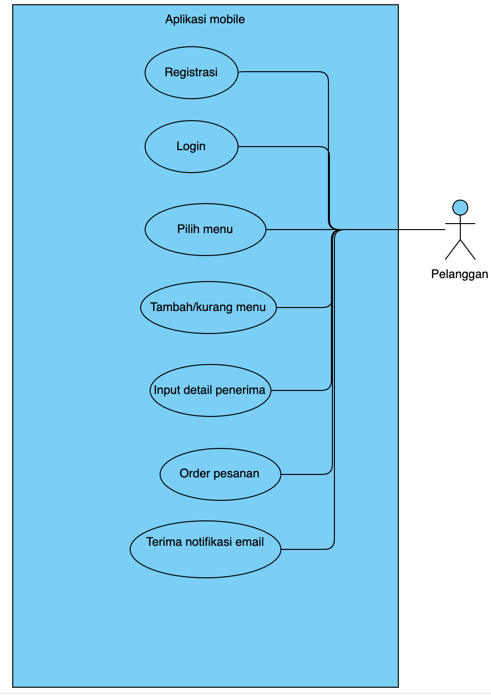 Aplikasi mobile
Registrasi
Login
Pilih menu
Pelanggan
Tambah/kurang menu
Input detail penerima
Order pesanan
Terima notifikasi email